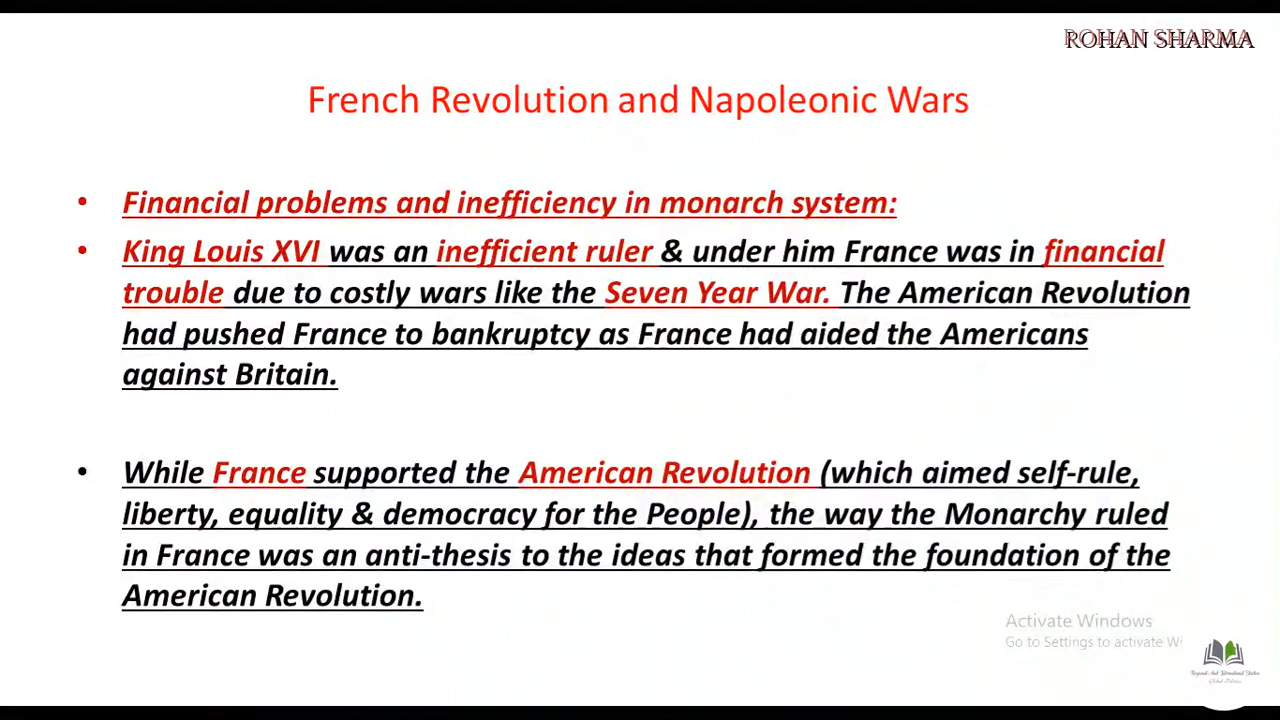 ROHAN SHARMA
French Revolution and Napoleonic Wars
• Financial problems and inefficiency in monarch system:
• King Louis XVI was an inefficient ruler & under him France was in financial
trouble due to costly wars like the Seven Year War. The American Revolution
had pushed France to bankruptcy as France had aided the Americans
against Britain.
• While France supported the American Revolution (which aimed self-rule,
liberty, equality & democracy for the People), the way the Monarchy ruled
in France was an anti-thesis to the ideas that formed the foundation of the
American Revolution.
Activate Windows
Go to Settings to activate Wi